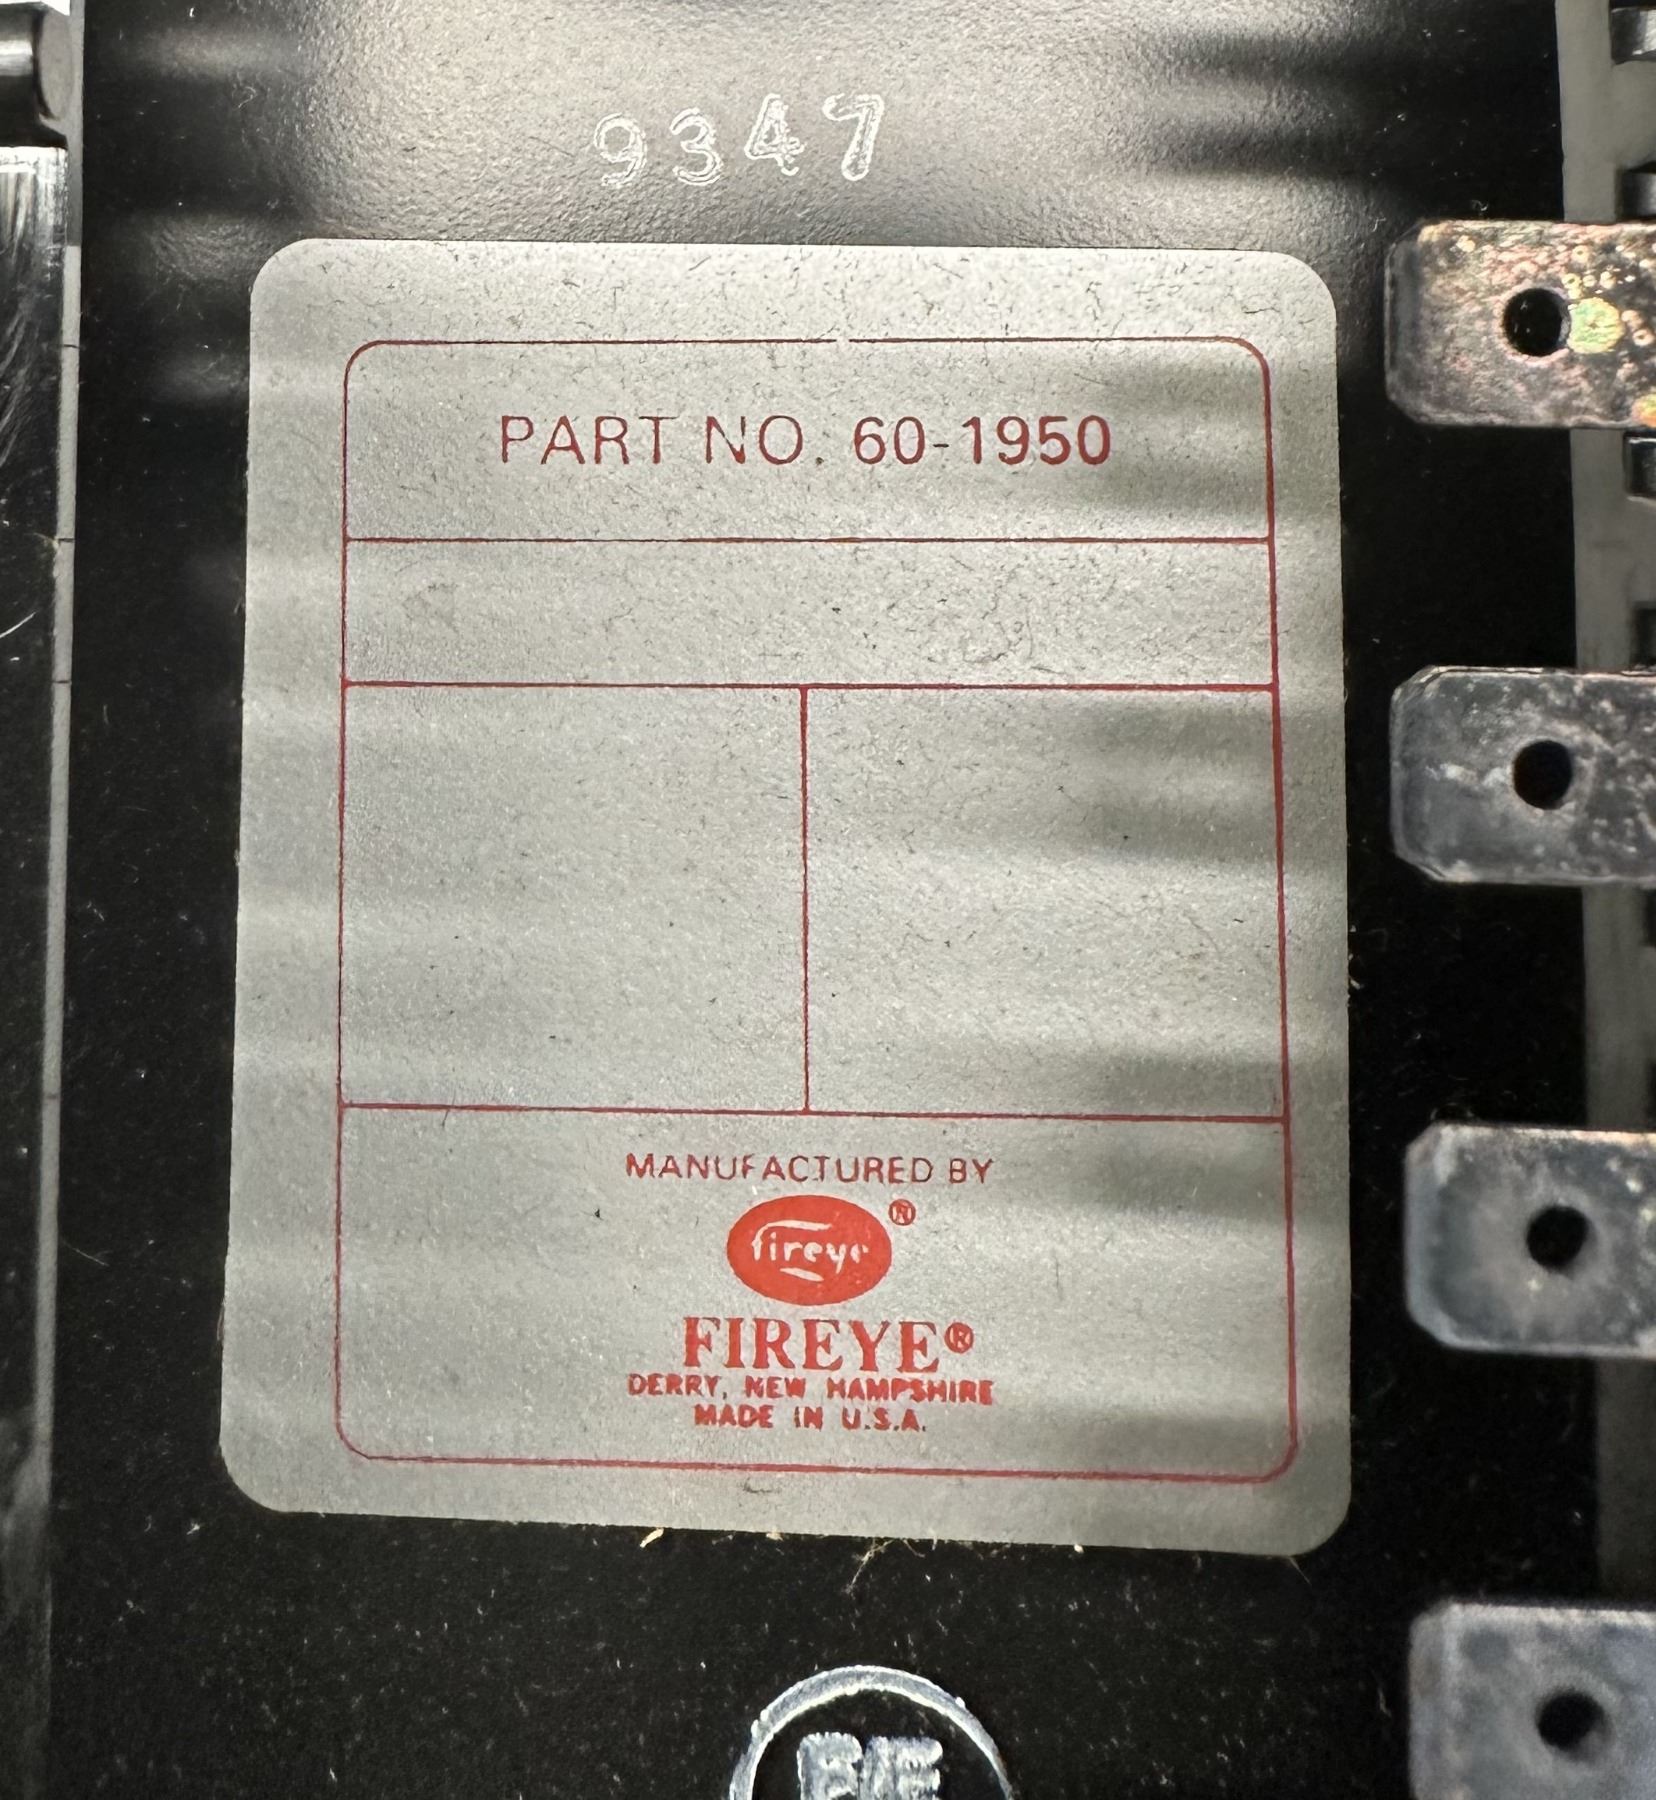 9347
PART NO. 60-1950
MANUFACTURED BY
fireye®
FIREYE®
DERRY, NEW HAMPSHIRE
MADE IN U.S.A.